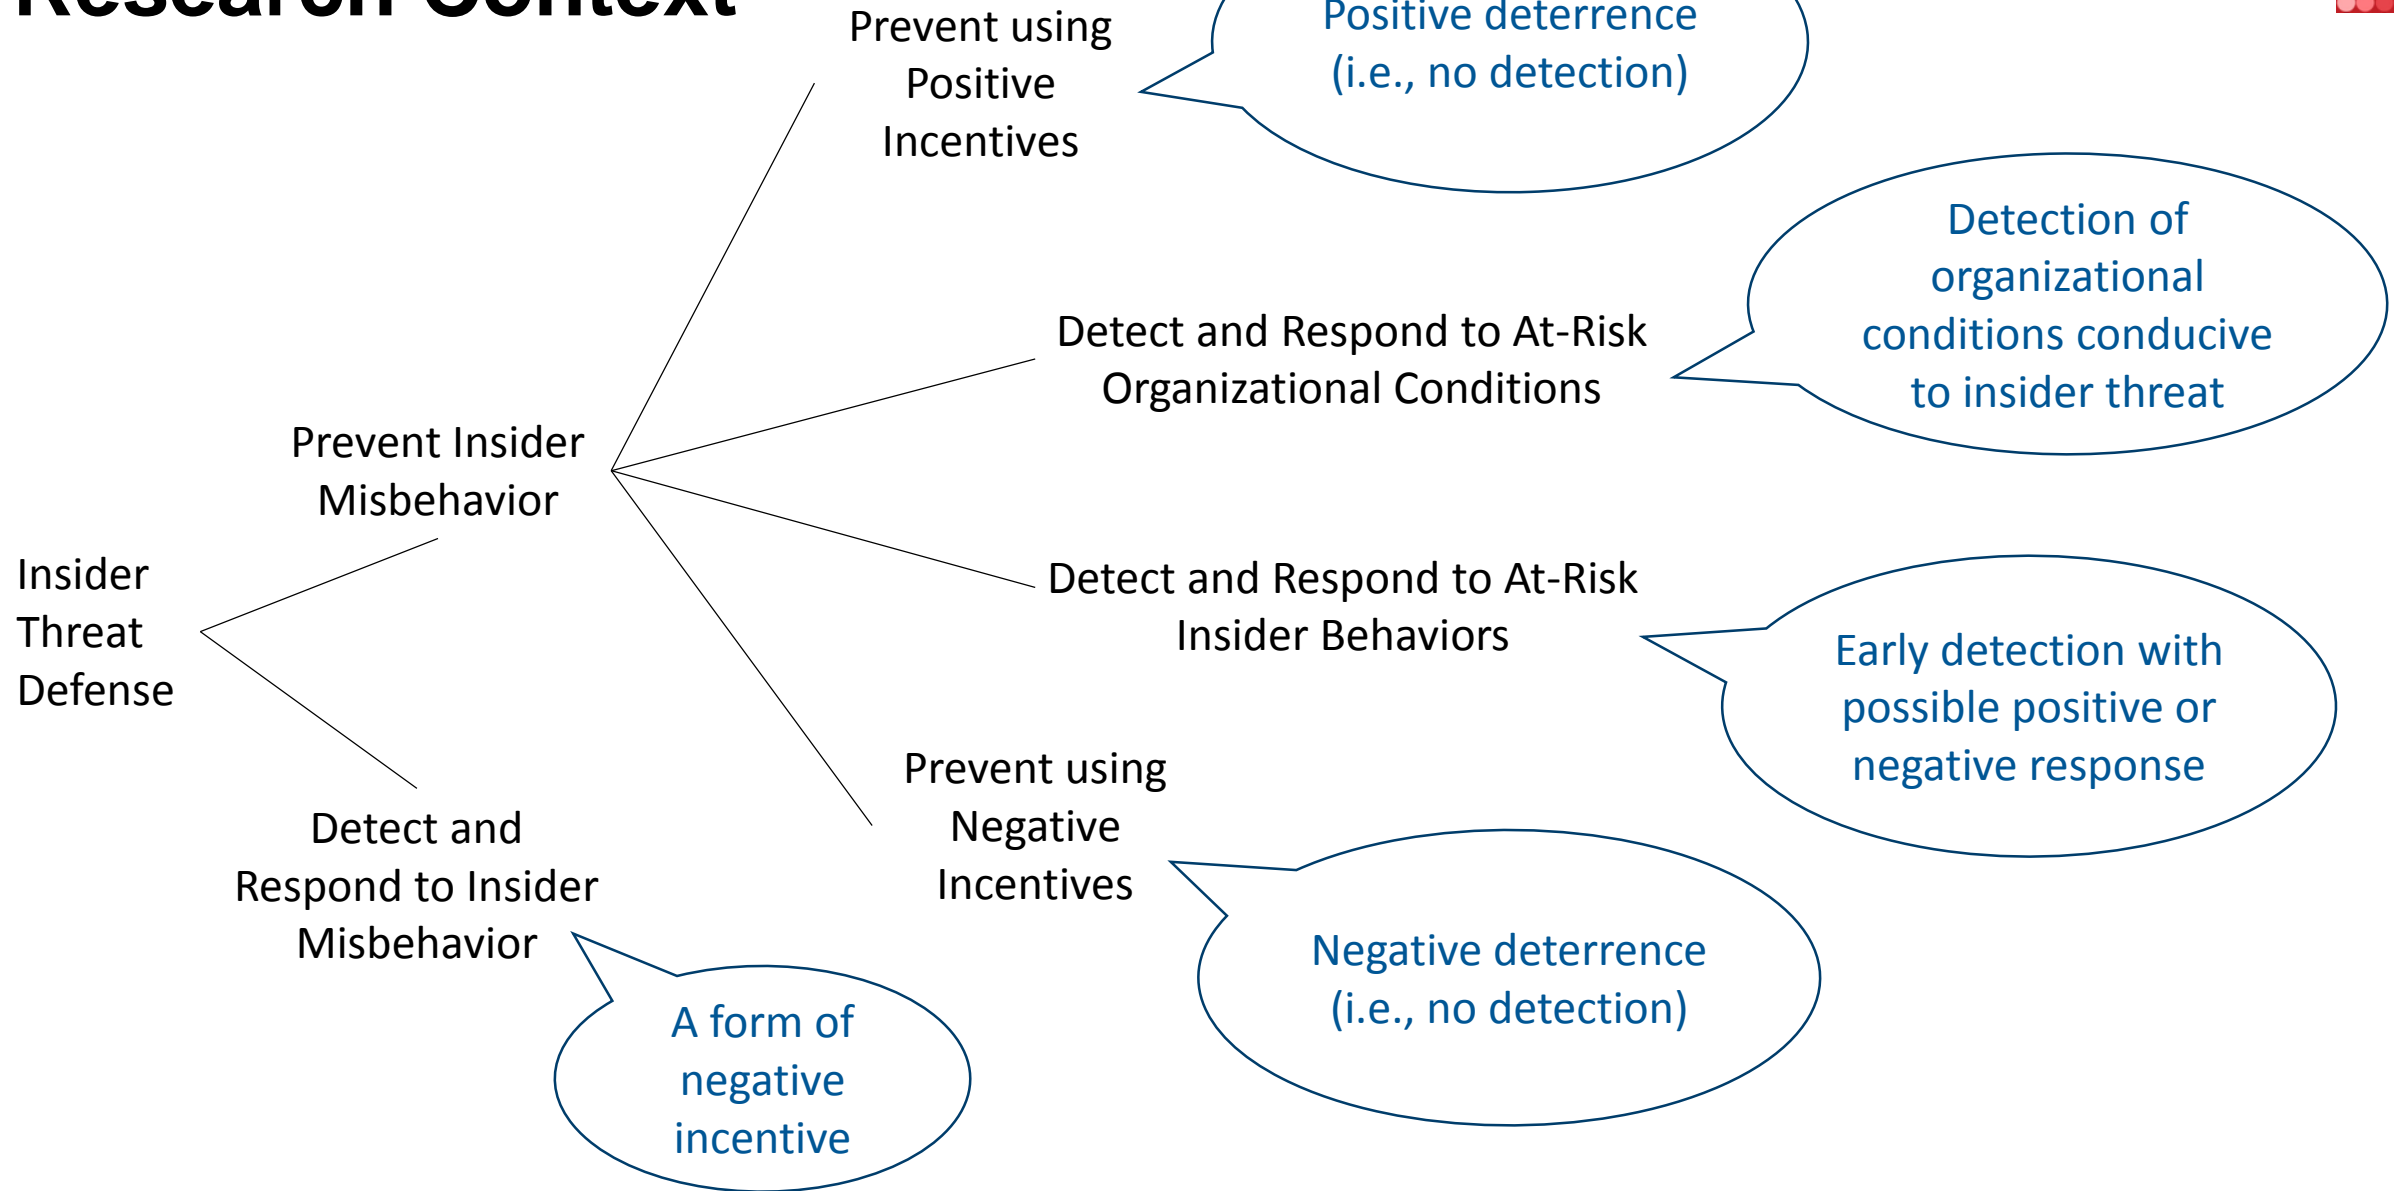 Research Context
Prevent using
Positive
Incentives
Positive deterrence
(i.e., no detection)
Detection of
organizational
conditions conducive
to insider threat
Detect and Respond to At-Risk
Organizational Conditions
Prevent Insider
Misbehavior
Insider
Threat
Defense
Detect and Respond to At-Risk
Insider Behaviors
Early detection with
possible positive or
negative response
Prevent using
Negative
Incentives
Detect and
Respond to Insider
Misbehavior
Negative deterrence
(i.e., no detection)
A form of
negative
incentive